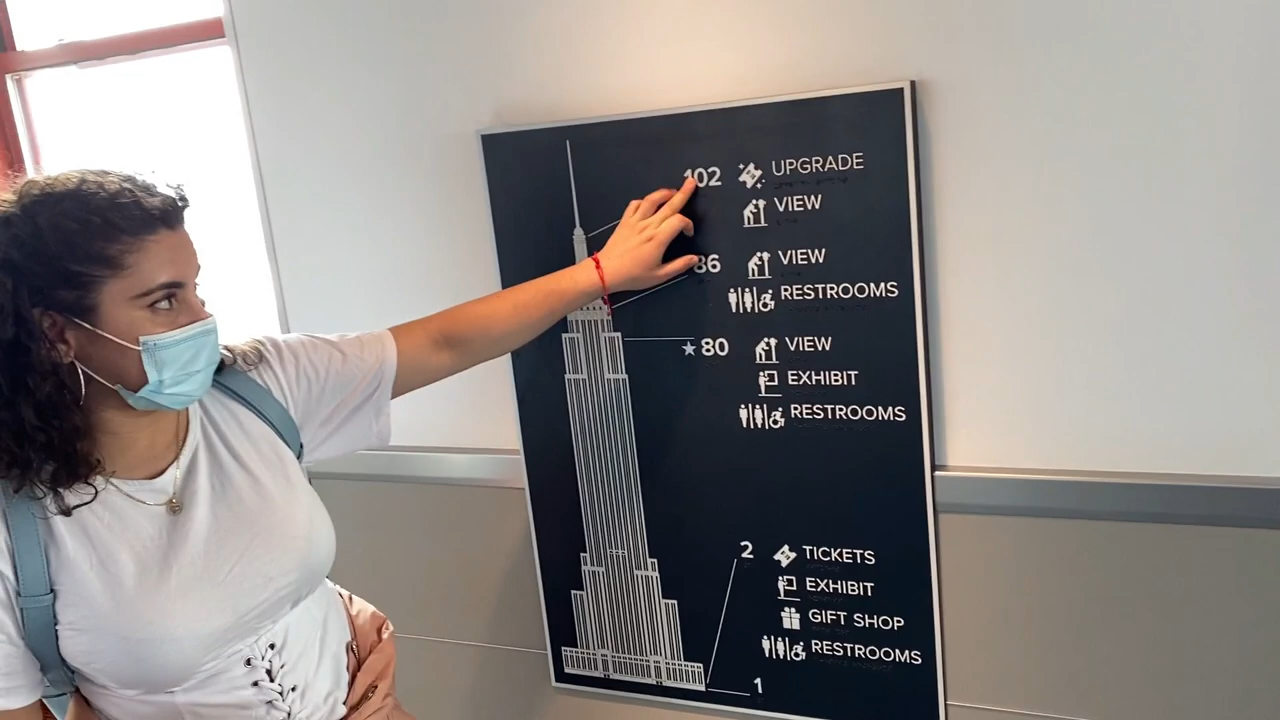 102 UPGRADE
VIEW
86 VIEW
RESTROOMS
★ 80 VIEW
EXHIBIT
RESTROOMS
2 TICKETS
EXHIBIT
GIFT SHOP
RESTROOMS
1